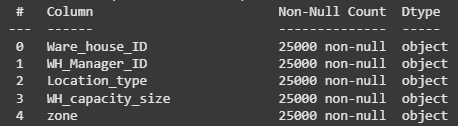 # Column Non-Null Count Dtype
--- ------ -------------- -----
0 Ware_house_ID 25000 non-null object
1 WH_Manager_ID 25000 non-null object
2 Location_type 25000 non-null object
3 WH_capacity_size 25000 non-null object
4 zone 25000 non-null object